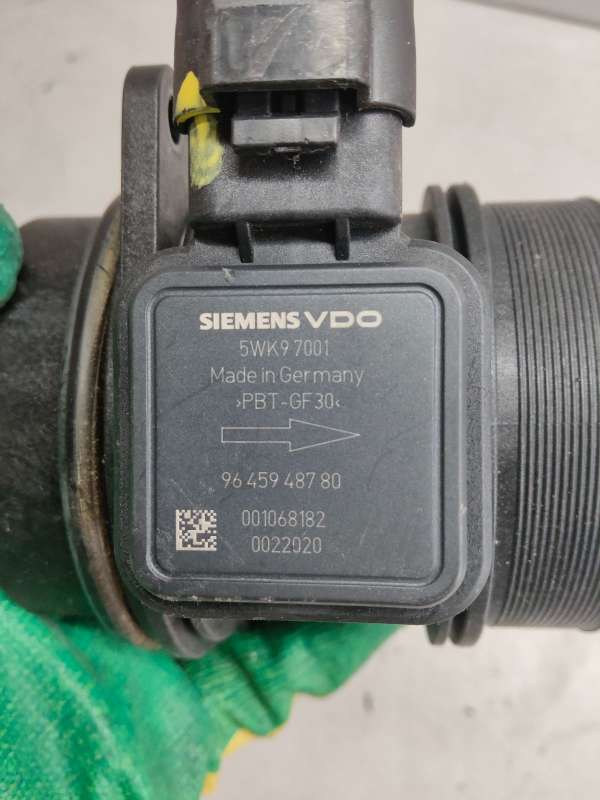 SIEMENS VDO
5WK9 7001
Made in Germany
>PBT-GF30<
96 459 487 80
001068182
0022020